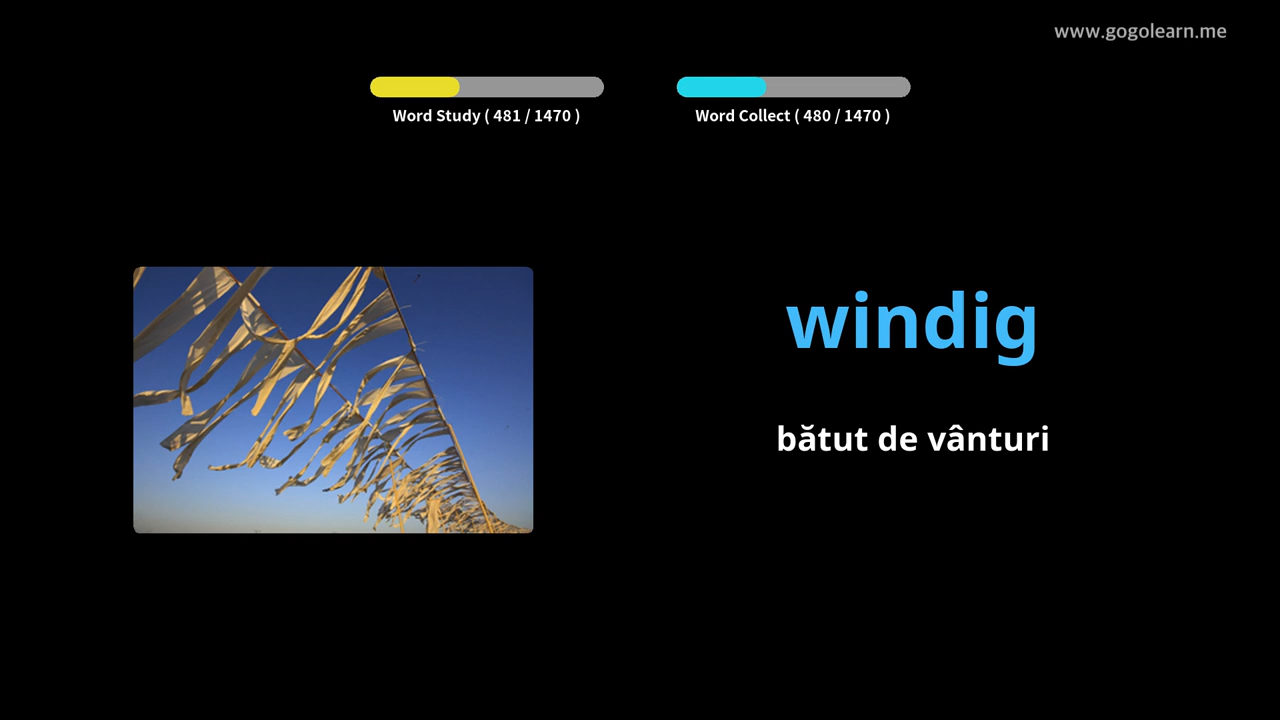 www.gogolearn.me
Word Study ( 481 / 1470 )
Word Collect ( 480 / 1470 )
windig
bătut de vânturi